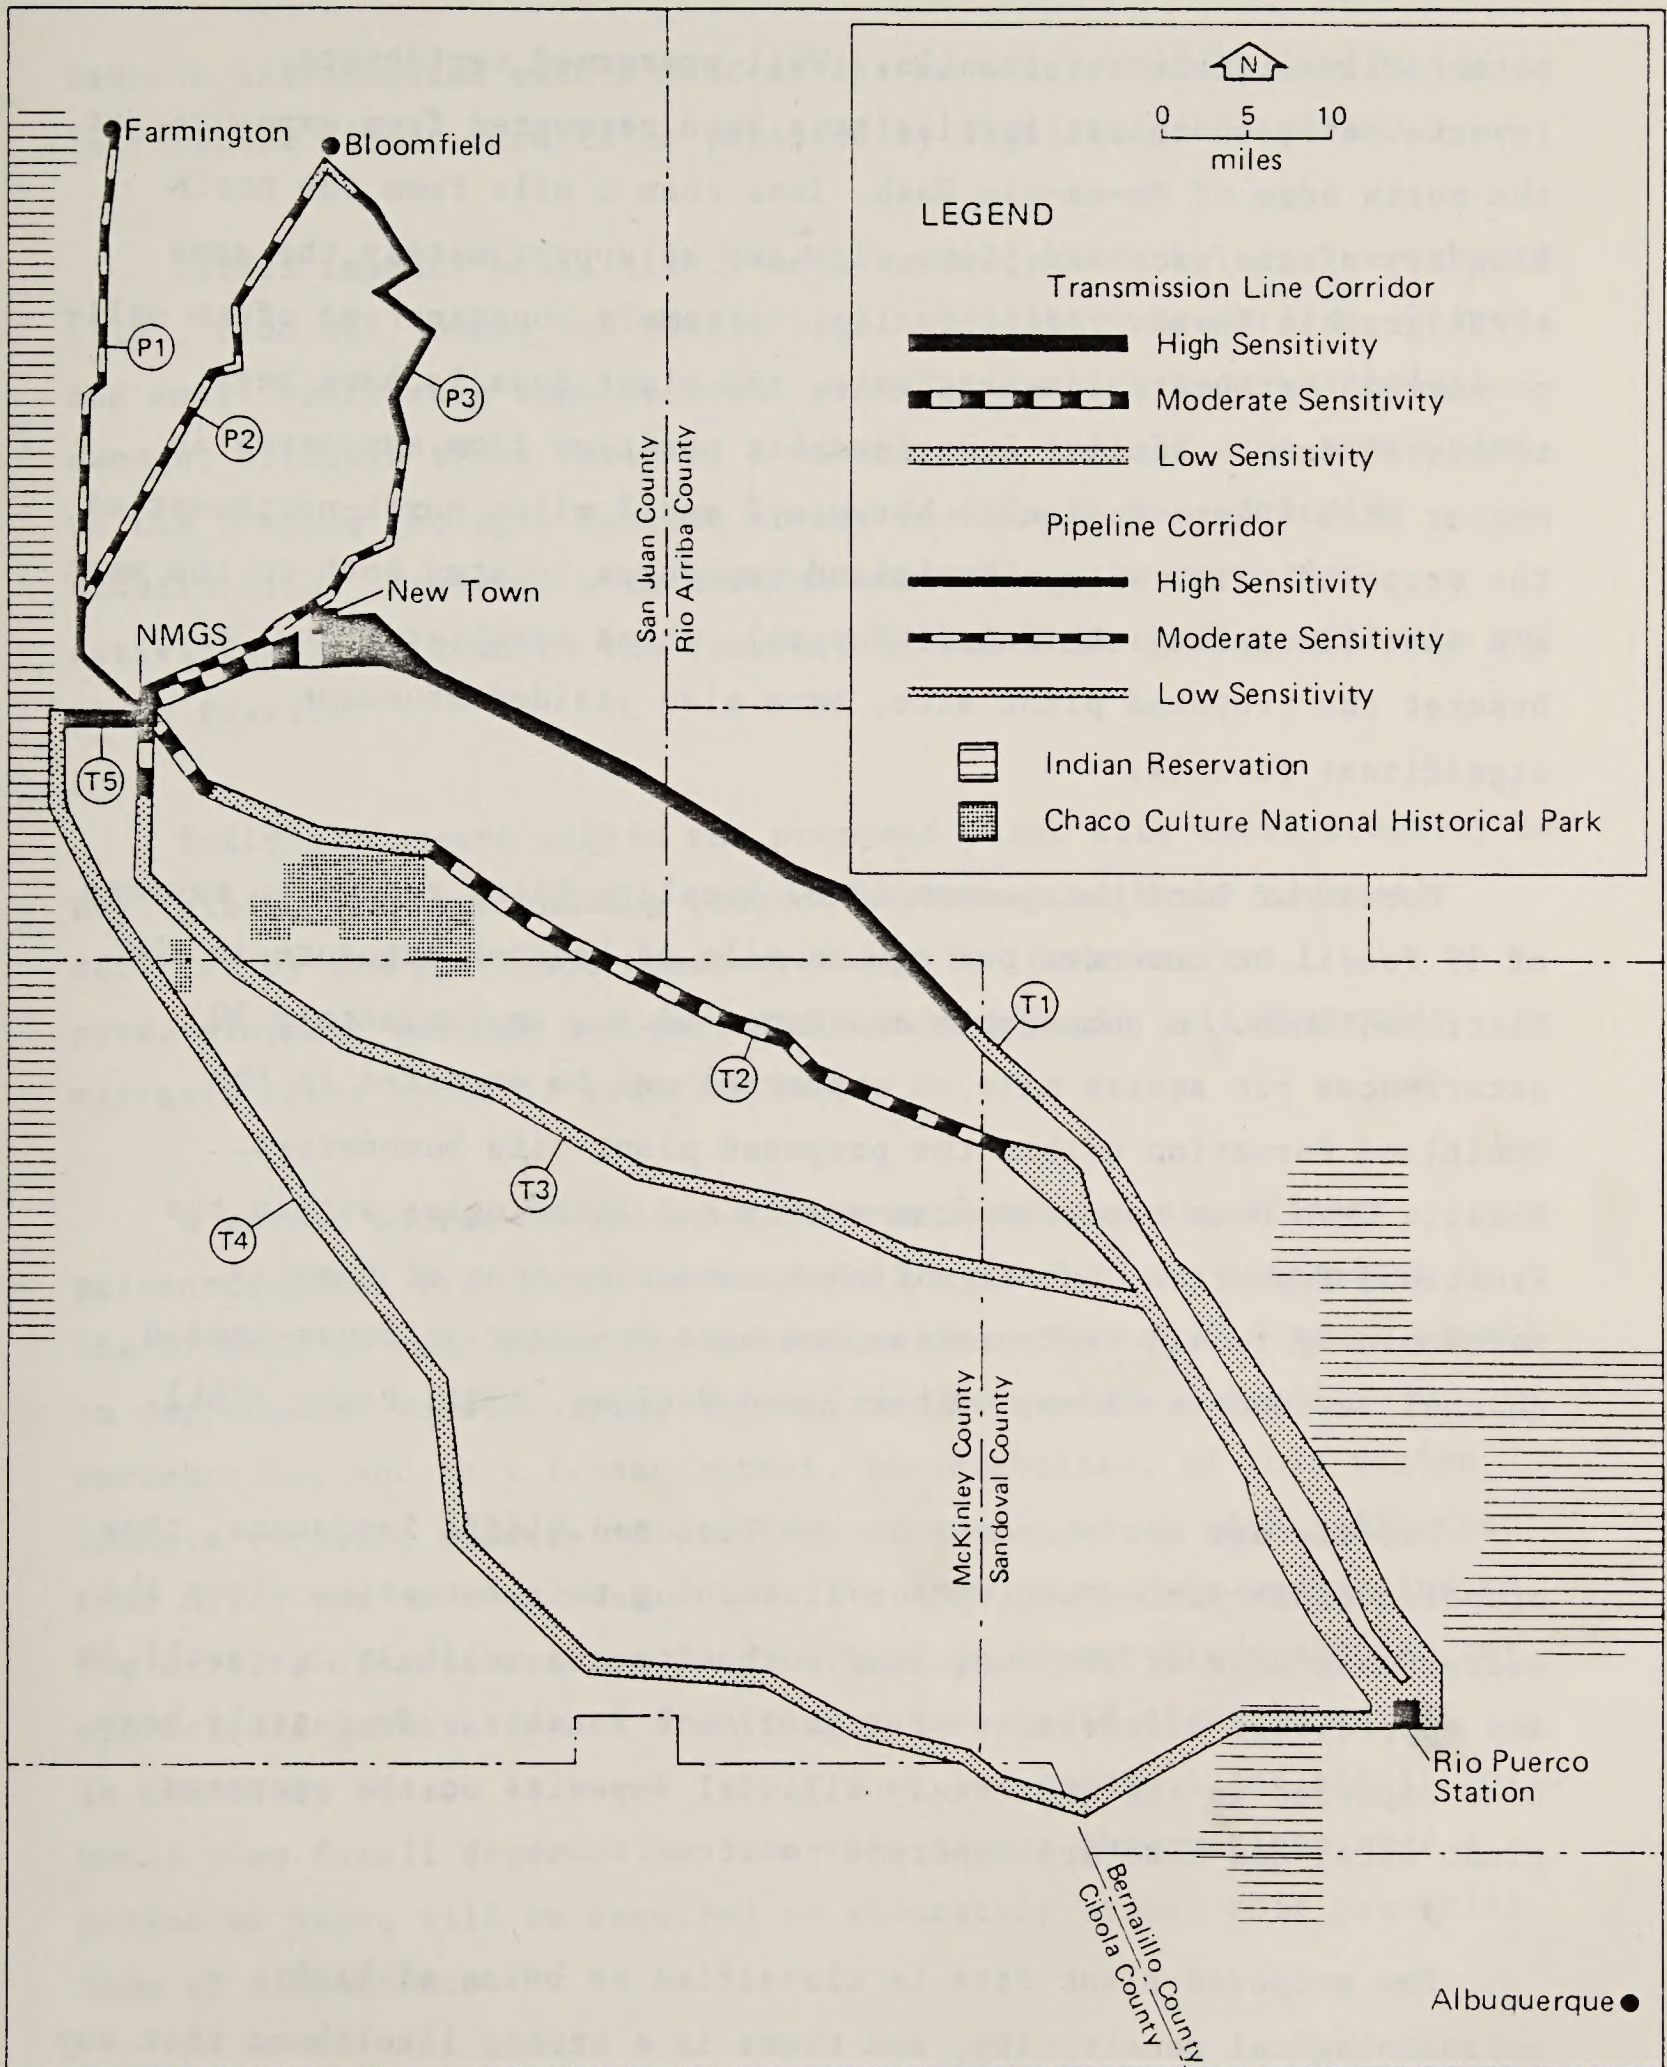 N
0 5 10
miles
LEGEND
Transmission Line Corridor
High Sensitivity
Moderate Sensitivity
Low Sensitivity
Pipeline Corridor
High Sensitivity
Moderate Sensitivity
Low Sensitivity
Indian Reservation
Chaco Culture National Historical Park
Farmington
Bloomfield
P1
P2
P3
San Juan County
Rio Arriba County
New Town
NMGS
T5
T1
T2
T3
T4
McKinley County
Sandoval County
Rio Puerco
Station
Bernalillo County
Cibola County
Albuquerque